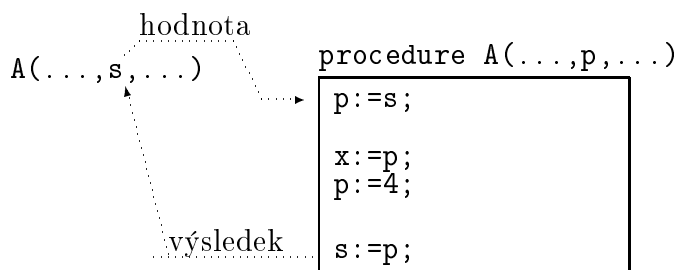 hodnota
A(...,s,...)
procedure A(...,p,...)
p:=s;
x:=p;
p:=4;
výsledek
s:=p;